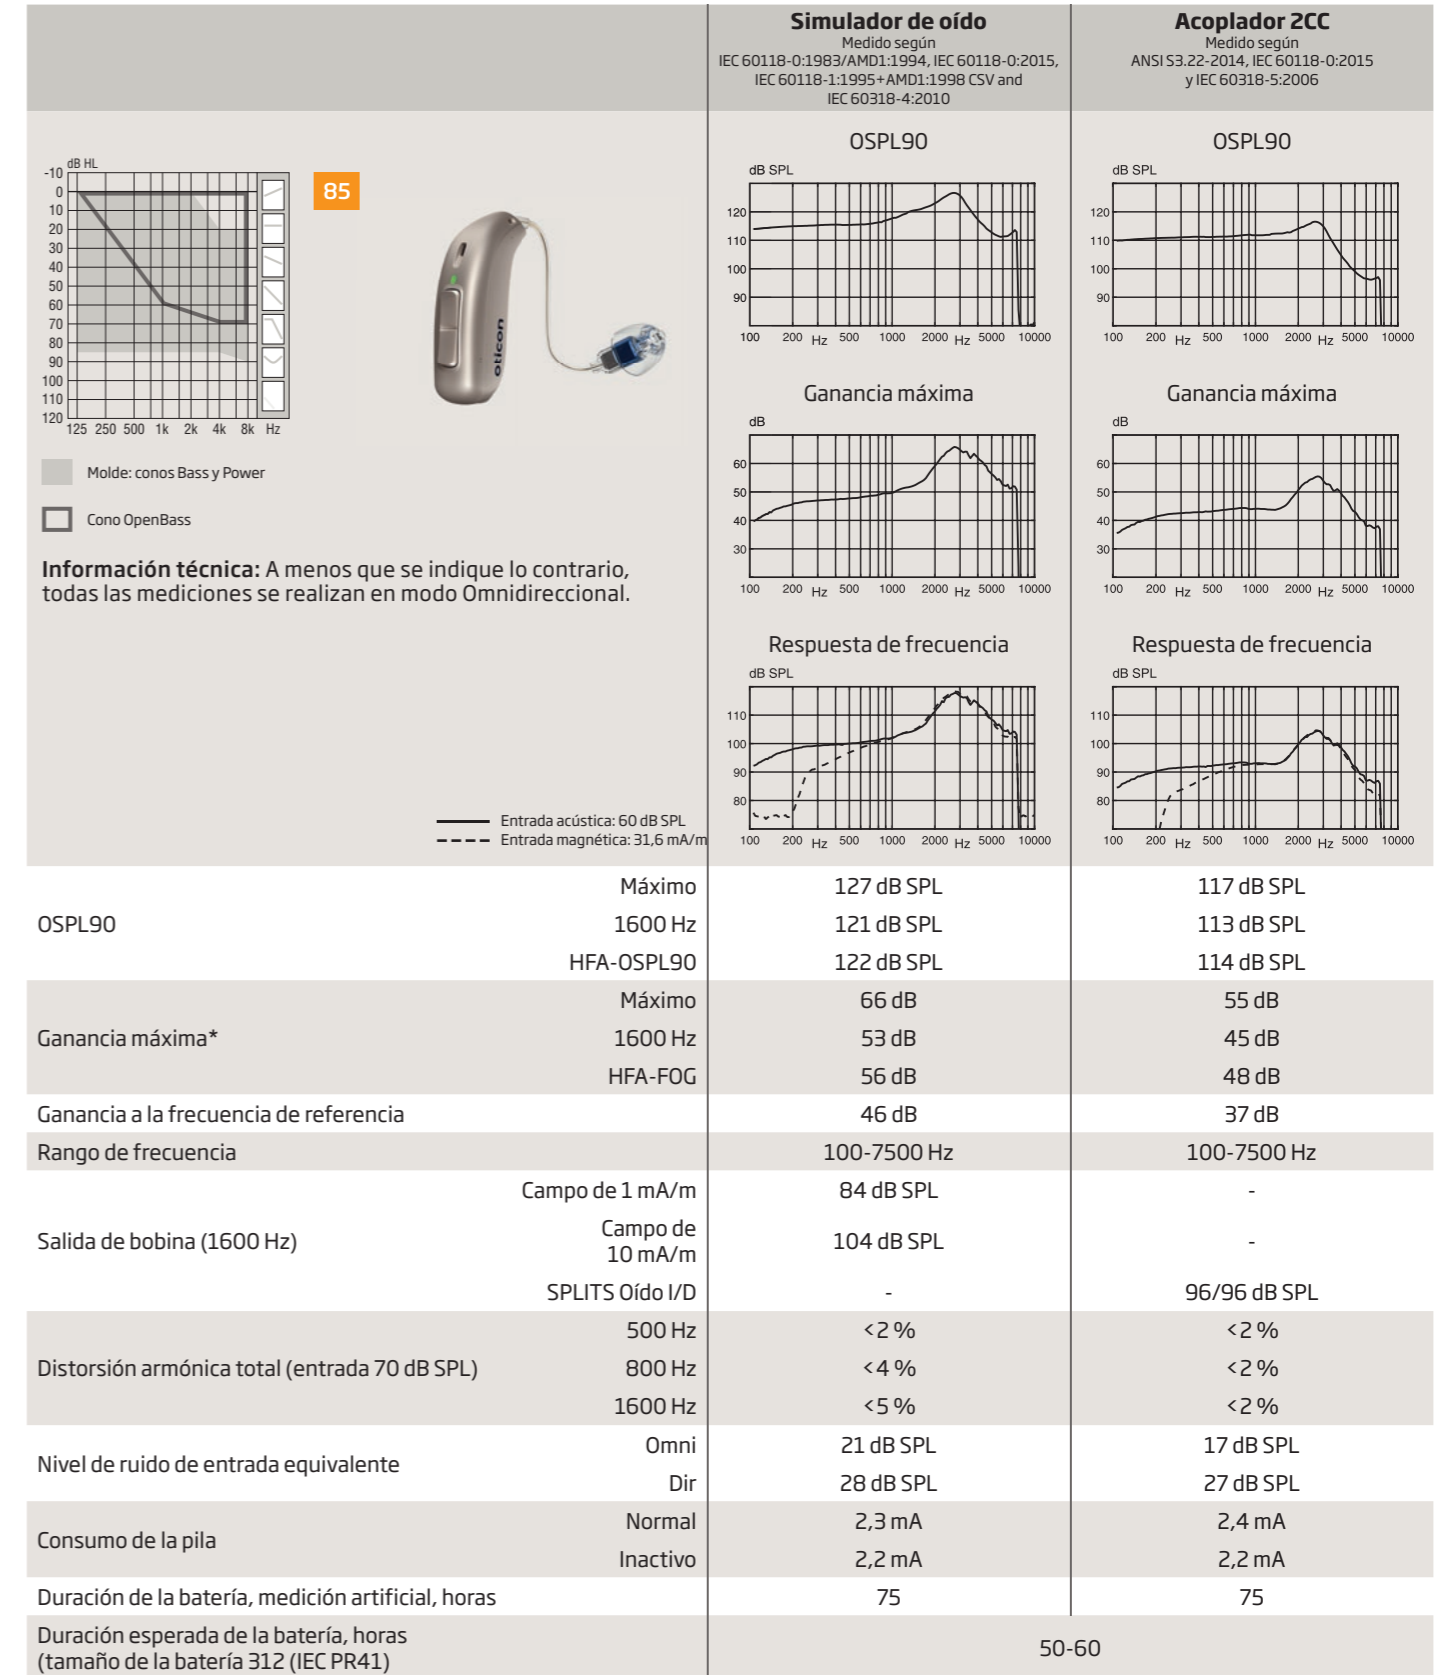 Simulador de oído
Medido según
IEC 60118-0:1983/AMD1:1994, IEC 60118-0:2015,
IEC 60118-1:1995+AMD1:1998 CSV and
IEC 60318-4:2010
Acoplador 2CC
Medido según
ANSI S3.22-2014, IEC 60118-0:2015
y IEC 60318-5:2006
dB HL
-10
0
10
20
30
40
50
60
70
80
90
100
110
120
125 250 500 1k 2k 4k 8k Hz
85
oticon
Molde: conos Bass y Power
Cono OpenBass
Información técnica: A menos que se indique lo contrario,
todas las mediciones se realizan en modo Omnidireccional.
Entrada acústica: 60 dB SPL
Entrada magnética: 31,6 mA/m
OSPL90
dB SPL
120
110
100
90
100 200 Hz 500 1000 2000 Hz 5000 10000
Ganancia máxima
dB
60
50
40
30
100 200 Hz 500 1000 2000 Hz 5000 10000
Respuesta de frecuencia
dB SPL
110
100
90
80
100 200 Hz 500 1000 2000 Hz 5000 10000
OSPL90
dB SPL
120
110
100
90
100 200 Hz 500 1000 2000 Hz 5000 10000
Ganancia máxima
dB
60
50
40
30
100 200 Hz 500 1000 2000 Hz 5000 10000
Respuesta de frecuencia
dB SPL
110
100
90
80
100 200 Hz 500 1000 2000 Hz 5000 10000
OSPL90
Máximo 127 dB SPL 117 dB SPL
1600 Hz 121 dB SPL 113 dB SPL
HFA-OSPL90 122 dB SPL 114 dB SPL
Ganancia máxima*
Máximo 66 dB 55 dB
1600 Hz 53 dB 45 dB
HFA-FOG 56 dB 48 dB
Ganancia a la frecuencia de referencia 46 dB 37 dB
Rango de frecuencia 100-7500 Hz 100-7500 Hz
Salida de bobina (1600 Hz)
Campo de 1 mA/m 84 dB SPL -
Campo de
10 mA/m 104 dB SPL -
SPLITS Oído I/D - 96/96 dB SPL
Distorsión armónica total (entrada 70 dB SPL)
500 Hz <2 % <2 %
800 Hz <4 % <2 %
1600 Hz <5 % <2 %
Nivel de ruido de entrada equivalente
Omni 21 dB SPL 17 dB SPL
Dir 28 dB SPL 27 dB SPL
Consumo de la pila
Normal 2,3 mA 2,4 mA
Inactivo 2,2 mA 2,2 mA
Duración de la batería, medición artificial, horas 75 75
Duración esperada de la batería, horas
(tamaño de la batería 312 (IEC PR41) 50-60